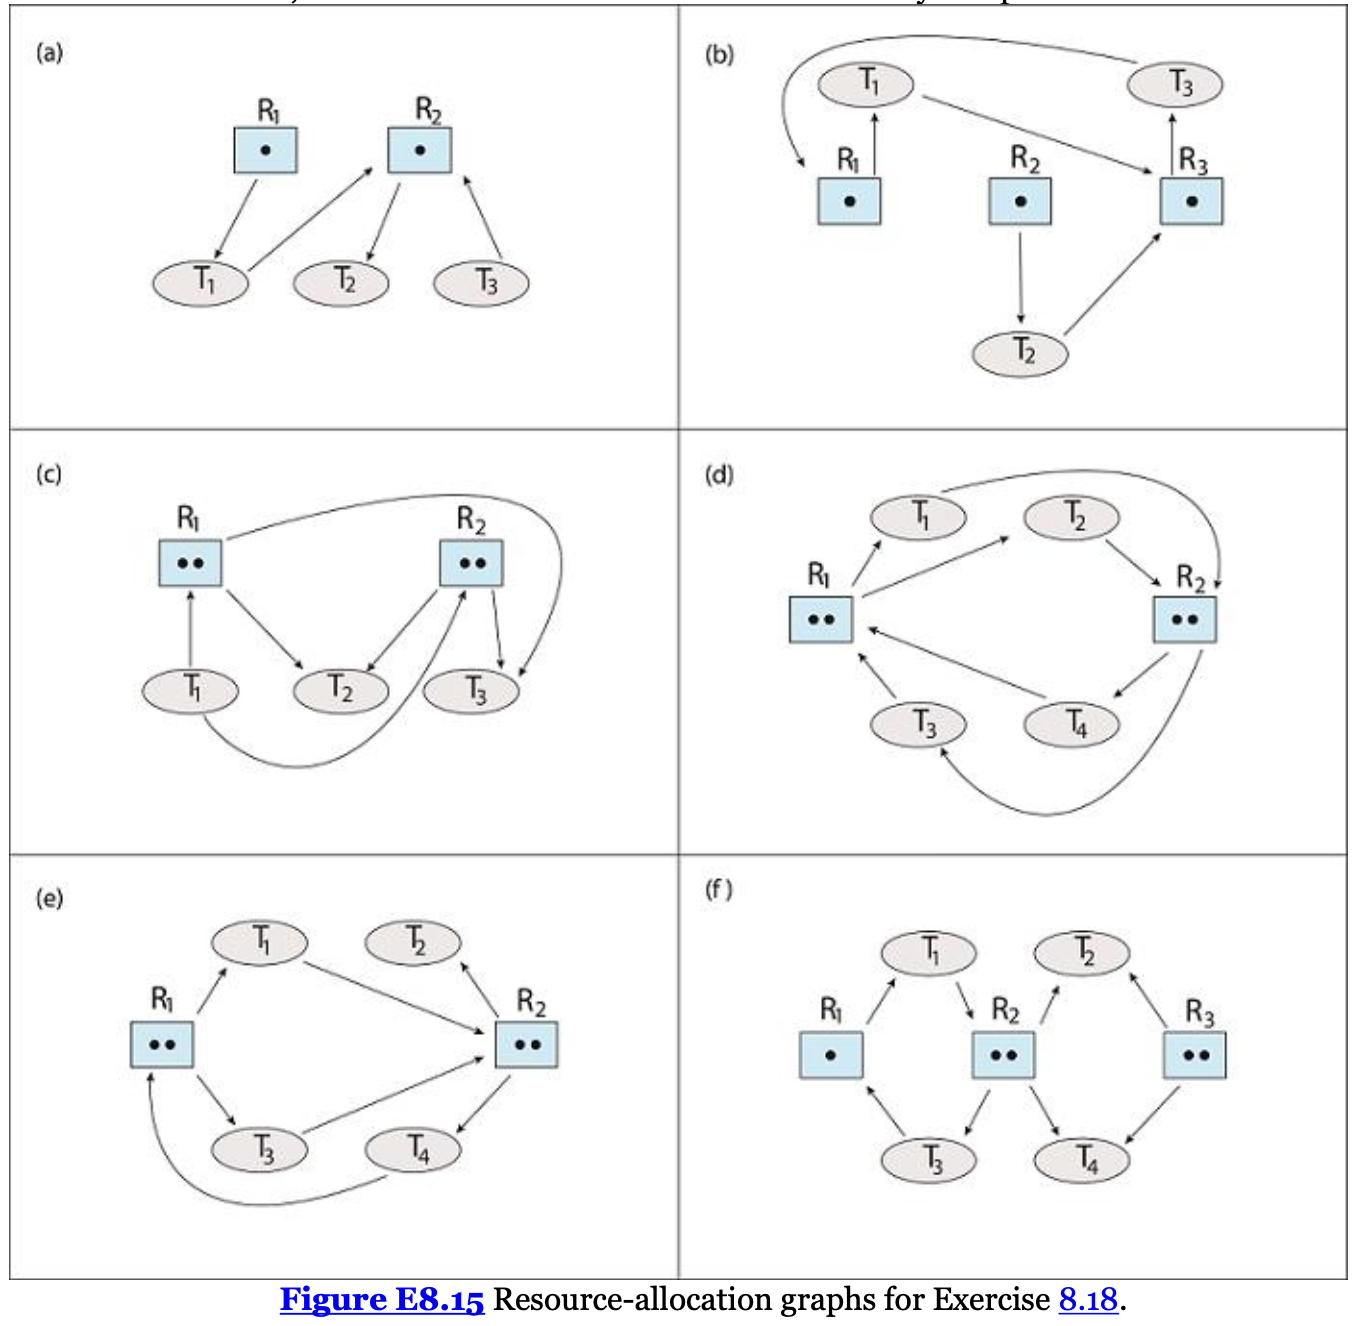 (a)
R1 R2
T1 T2 T3
(b)
T1 T3
R1 R2 R3
T2
(c)
R1 R2
T1 T2 T3
(d)
T1 T2
R1 R2
T3 T4
(e)
T1 T2
R1 R2
T3 T4
(f)
T1 T2
R1 R2 R3
T3 T4
Figure E8.15 Resource-allocation graphs for Exercise 8.18.